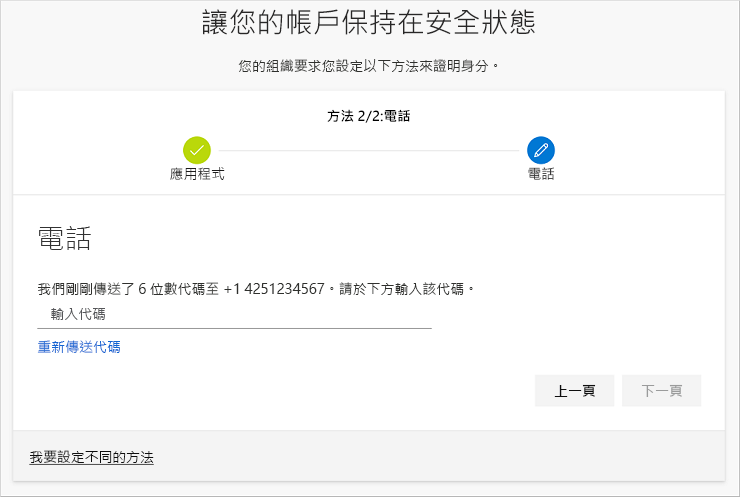 讓您的帳戶保持在安全狀態
您的組織要求您設定以下方法來證明身分。
方法 2/2:電話
應用程式
電話
電話
我們剛剛傳送了 6 位數代碼至 +1 4251234567。請於下方輸入該代碼。
輸入代碼
重新傳送代碼
上一頁
下一頁
我要設定不同的方法